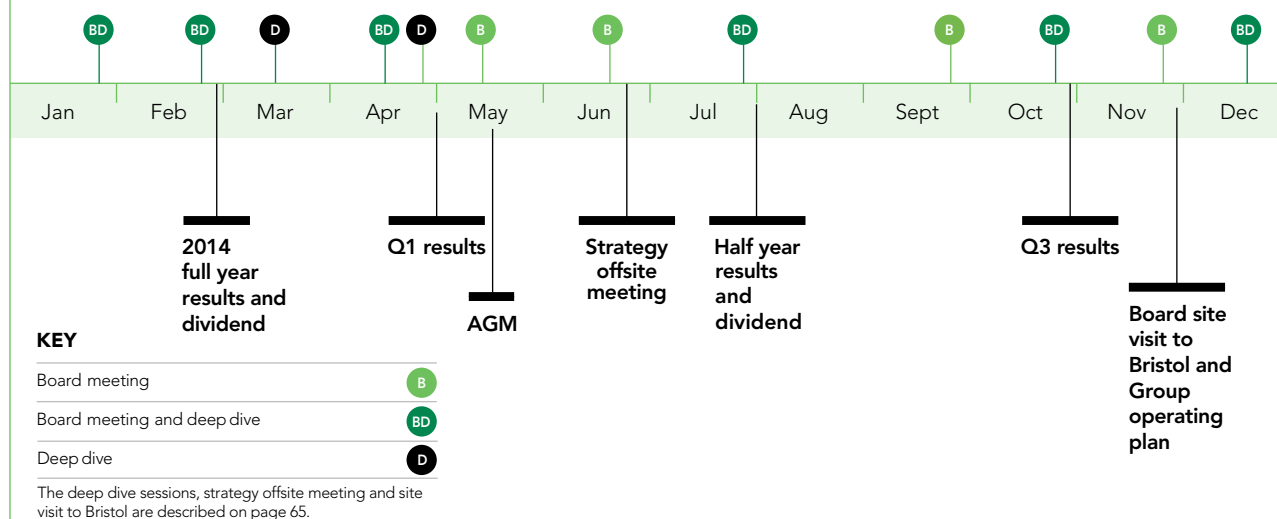 BD BD D BD D B B BD B BD B BD
Jan Feb Mar Apr May Jun Jul Aug Sept Oct Nov Dec
2014
full year
results and
dividend
Q1 results
AGM
Strategy
offsite
meeting
Half year
results
and
dividend
Q3 results
Board site
visit to
Bristol and
Group
operating
plan
KEY
Board meeting B
Board meeting and deep dive BD
Deep dive D
The deep dive sessions, strategy offsite meeting and site
visit to Bristol are described on page 65.